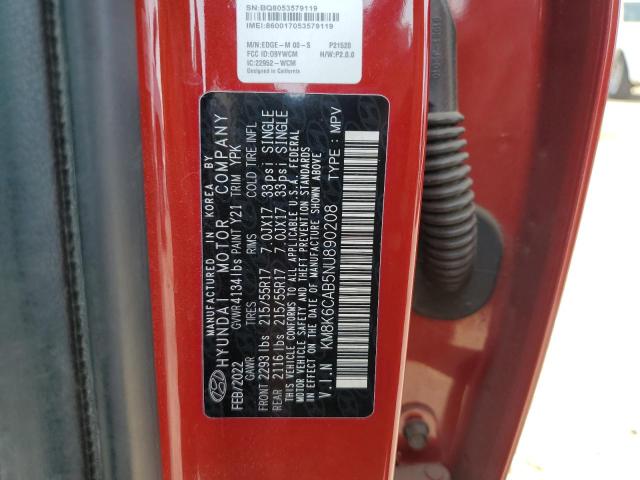 SN:BQ8053579119
IMEI:860017053579119
M/N:EDGE-M 00-S P21520
FCC ID:O9YWCM H/W:P2.0.0
IC:22952-WCM
Designed in California
MANUFACTURED IN KOREA BY
HYUNDAI MOTOR COMPANY
FEB/2022 GVWR 4134 lbs PAINT Y21 TRIM YPK
GAWR TIRES RIMS COLD TIRE INFL
FRONT 2293 lbs 215/55R17 7.0JX17 33 psi SINGLE
REAR 2116 lbs 215/55R17 7.0JX17 33 psi SINGLE
THIS VEHICLE CONFORMS TO ALL APPLICABLE U.S.A. FEDERAL
MOTOR VEHICLE SAFETY AND THEFT PREVENTION STANDARDS
IN EFFECT ON THE DATE OF MANUFACTURE SHOWN ABOVE
V.I.N KM8K6CAB5NU890208 TYPE : MPV